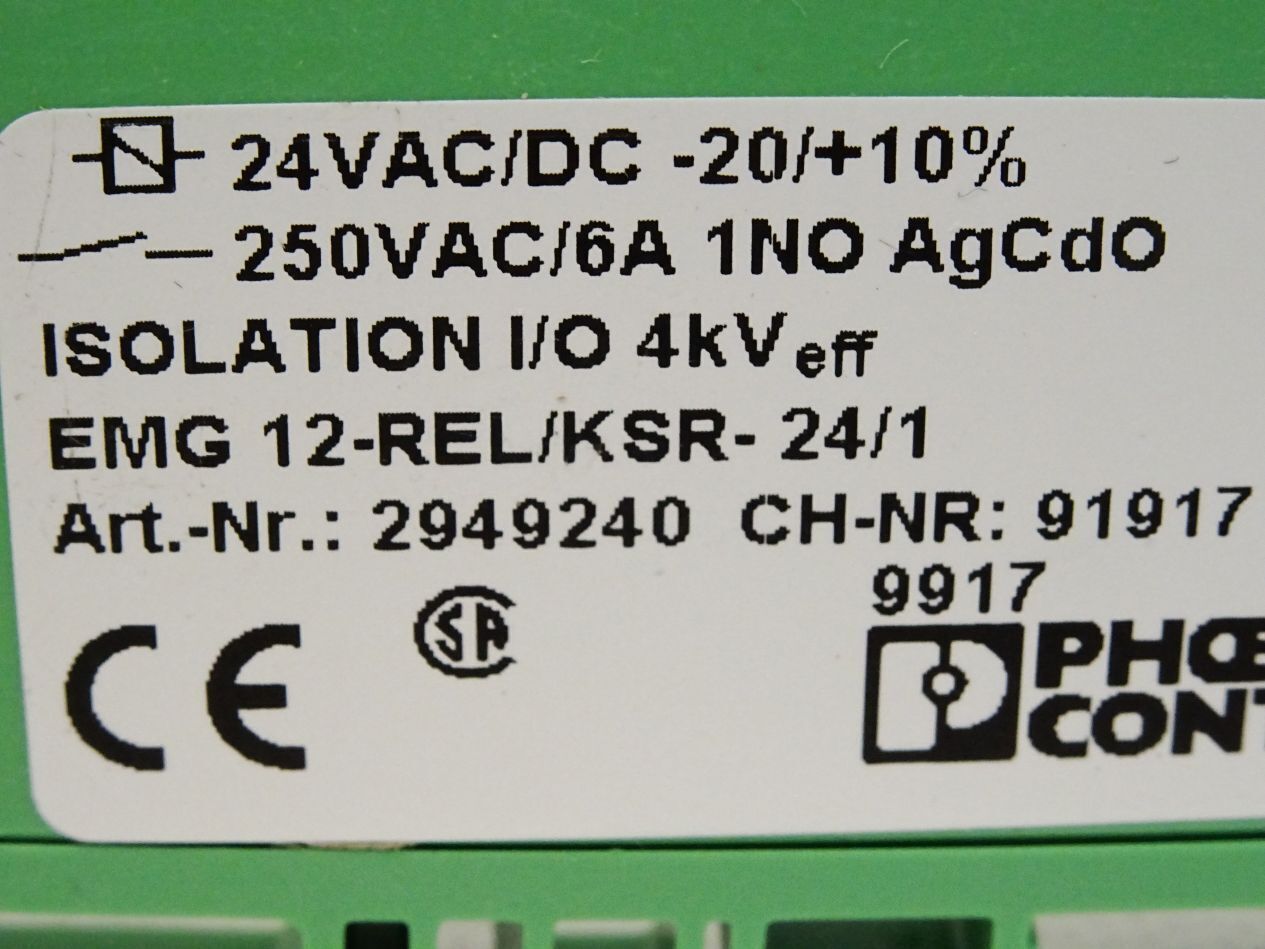 24VAC/DC -20/+10%
250VAC/6A 1NO AgCdO
ISOLATION I/O 4kVeff
EMG 12-REL/KSR- 24/1
Art.-Nr.: 2949240 CH-NR: 91917
9917
CE
SA
PHŒ
CONT